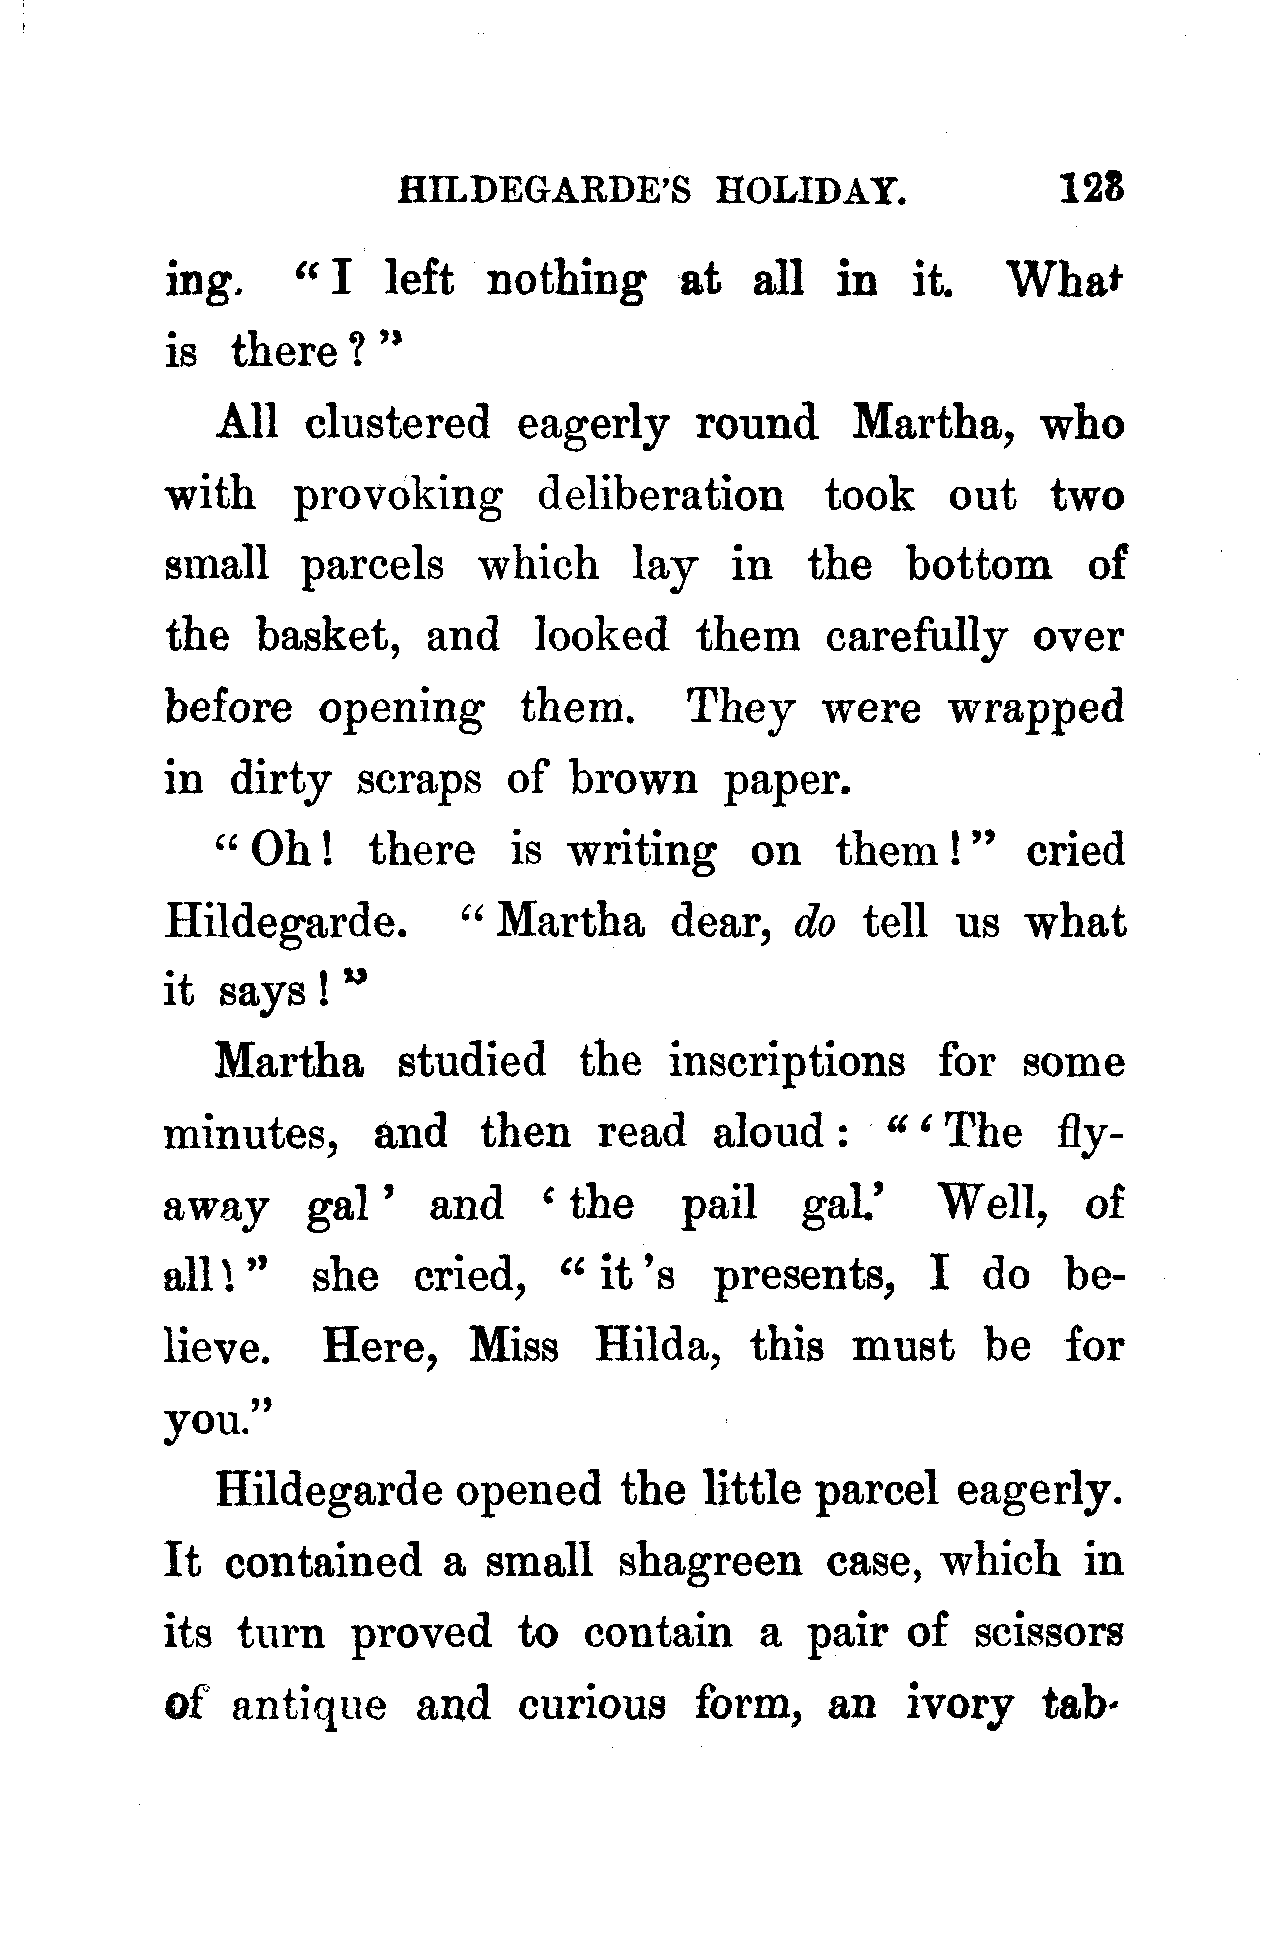 HILDEGARDE'S HOLIDAY. 123
ing. “I left nothing at all in it. What
is there?”
All clustered eagerly round Martha, who
with provoking deliberation took out two
small parcels which lay in the bottom of
the basket, and looked them carefully over
before opening them. They were wrapped
in dirty scraps of brown paper.
“Oh! there is writing on them!” cried
Hildegarde. “Martha dear, do tell us what
it says!”
Martha studied the inscriptions for some
minutes, and then read aloud: “‘The fly-
away gal’ and ‘the pail gal.’ Well, of
all!” she cried, “it's presents, I do be-
lieve. Here, Miss Hilda, this must be for
you.”
Hildegarde opened the little parcel eagerly.
It contained a small shagreen case, which in
its turn proved to contain a pair of scissors
of antique and curious form, an ivory tab-